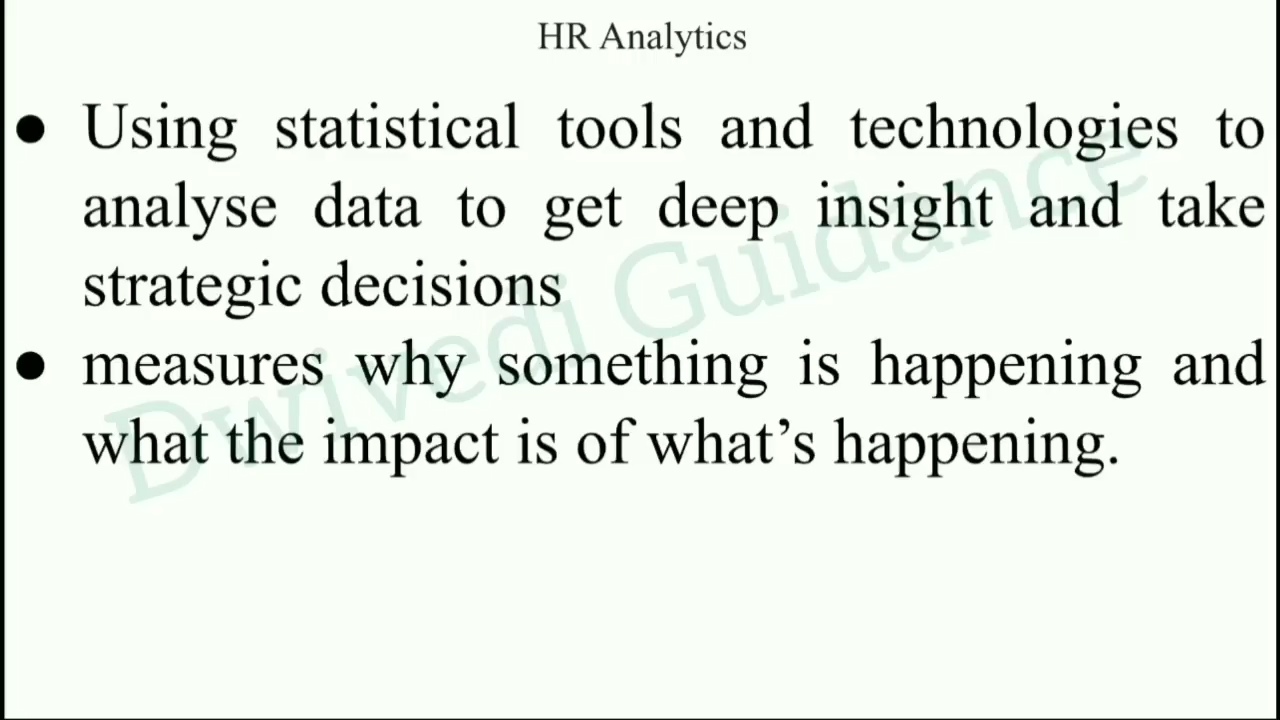 HR Analytics
● Using statistical tools and technologies to
analyse data to get deep insight and take
strategic decisions
● measures why something is happening and
what the impact is of what’s happening.
Dwivedi Guidance